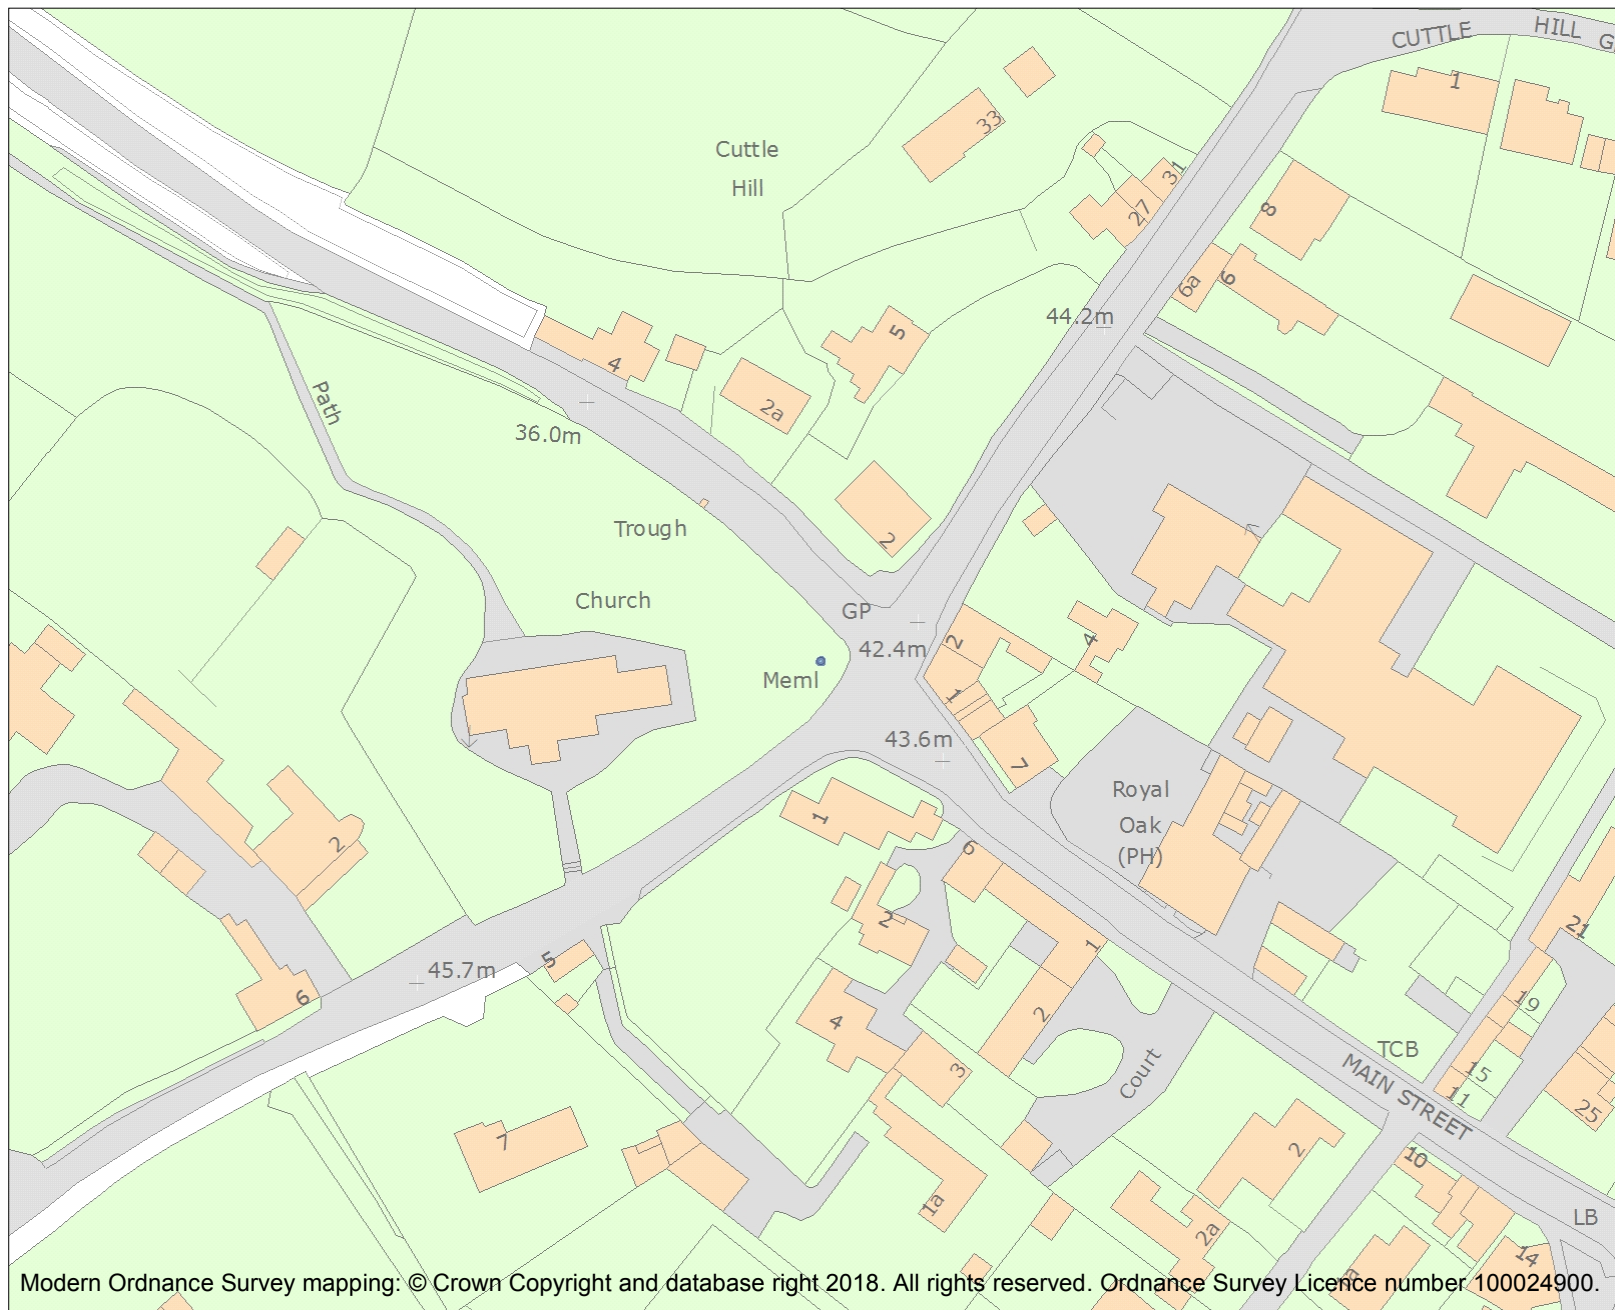 CUTTLE HILL G
1
33
Cuttle
Hill
31
27
8
6a
6
44.2m
5
4
2a
Path
36.0m
2
Trough
Church
GP
42.4m
2
4
Meml
1
43.6m
7
Royal
Oak
(PH)
1
6
2
2
21
1
5
45.7m
6
4
2
19
TCB
MAIN STREET
15
11
Court
3
25
7
2
10
1a
2a
LB
14
Modern Ordnance Survey mapping: © Crown Copyright and database right 2018. All rights reserved. Ordnance Survey Licence number 100024900.